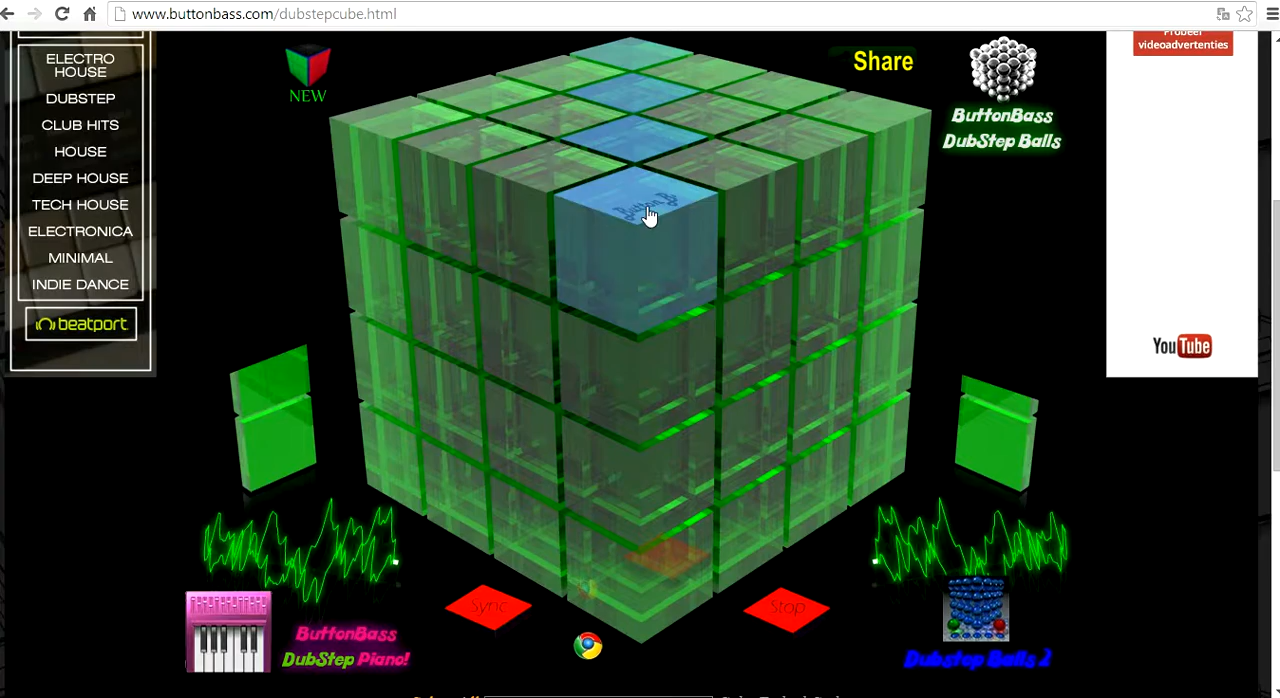 www.buttonbass.com/dubstepcube.html
Probeer
videoadvertenties
ELECTRO
HOUSE
DUBSTEP
CLUB HITS
HOUSE
DEEP HOUSE
TECH HOUSE
ELECTRONICA
MINIMAL
INDIE DANCE
beatport
NEW
Share
ButtonBass
DubStep Balls
YouTube
Sync
Stop
ButtonBass
DubStep Piano!
Dubstep Balls 2